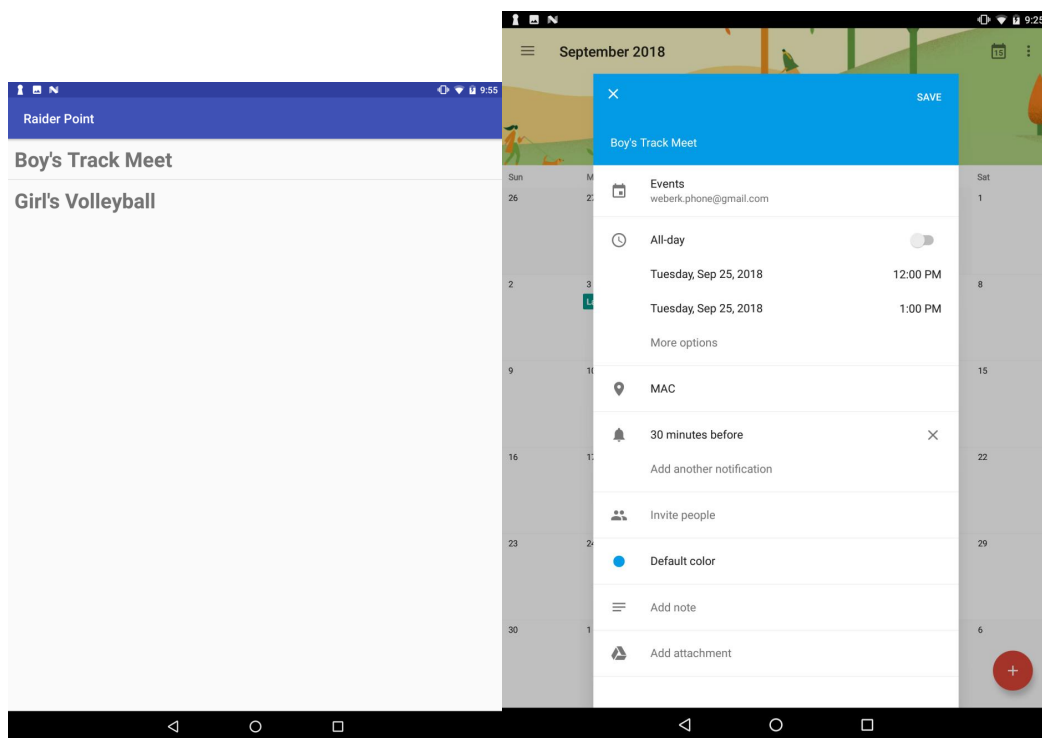 9:55
Raider Point
Boy's Track Meet
Girl's Volleyball
9:25
September 2018
15
SAVE
Boy's Track Meet
Sun
Sat
Events
weberk.phone@gmail.com
26
1
All-day
Tuesday, Sep 25, 2018 12:00 PM
2
3
8
Tuesday, Sep 25, 2018 1:00 PM
More options
9
15
MAC
30 minutes before
16
22
Add another notification
Invite people
23
29
Default color
Add note
30
6
Add attachment